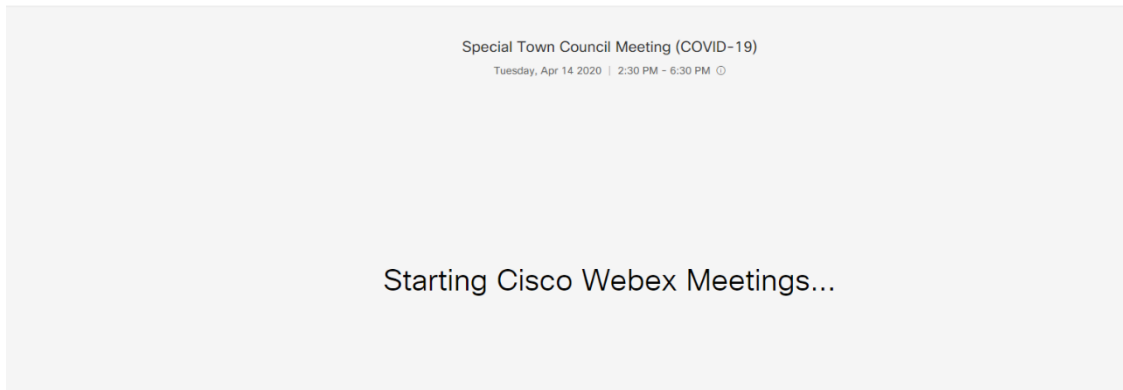 Special Town Council Meeting (COVID-19)
Tuesday, Apr 14 2020 | 2:30 PM - 6:30 PM
Starting Cisco Webex Meetings...